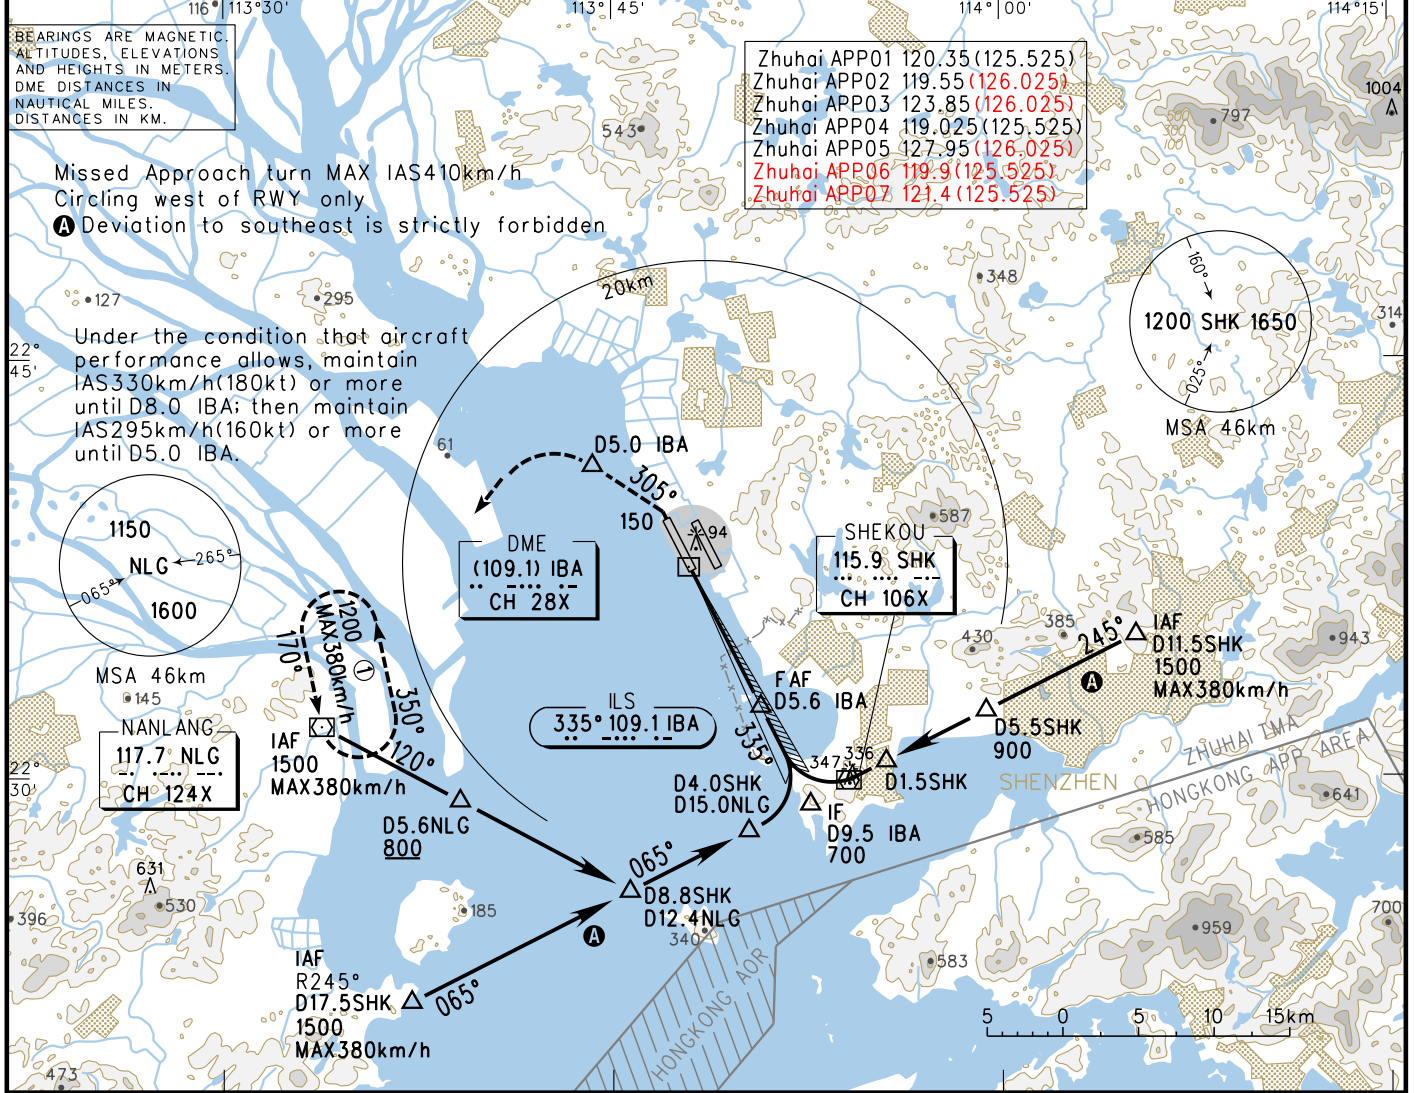 116
113°30'
113°45'
114°00'
114°15'
BEARINGS ARE MAGNETIC.
ALTITUDES, ELEVATIONS
AND HEIGHTS IN METERS.
DME DISTANCES IN
NAUTICAL MILES.
DISTANCES IN KM.
Zhuhai APP01 120.35(125.525)
Zhuhai APP02 119.55(126.025)
Zhuhai APP03 123.85(126.025)
Zhuhai APP04 119.025(125.525)
Zhuhai APP05 127.95(126.025)
Zhuhai APP06 119.9(125.525)
Zhuhai APP07 121.4(125.525)
1004
797
543
Missed Approach turn MAX IAS410km/h
Circling west of RWY only
A Deviation to southeast is strictly forbidden
348
127
295
20km
160°
1200 SHK 1650
025°
MSA 46km
314
22°
45'
Under the condition that aircraft
performance allows, maintain
IAS330km/h(180kt) or more
until D8.0 IBA; then maintain
IAS295km/h(160kt) or more
until D5.0 IBA.
61
D5.0 IBA
305°
150
94
587
1150
NLG
265°
065°
1600
MSA 46km
DME
(109.1) IBA
CH 28X
SHEKOU
115.9 SHK
CH 106X
385
430
245°
IAF
D11.5SHK
1500
MAX380km/h
943
A
1200
MAX380km/h
1
170°
350°
145
NANLANG
117.7 NLG
CH 124X
IAF
1500
MAX380km/h
120°
ILS
335° 109.1 IBA
FAF
D5.6 IBA
335°
347
336
D5.5SHK
900
D1.5SHK
ZHUHAI TMA
HONGKONG APP AREA
SHENZHEN
22°
30'
D4.0SHK
D15.0NLG
IF
D9.5 IBA
700
641
585
D5.6NLG
800
065°
D8.8SHK
D12.4NLG
631
530
396
185
340
A
700
959
583
IAF
R245°
D17.5SHK
1500
MAX380km/h
065°
HONGKONG AOR
5 0 5 10 15km
473